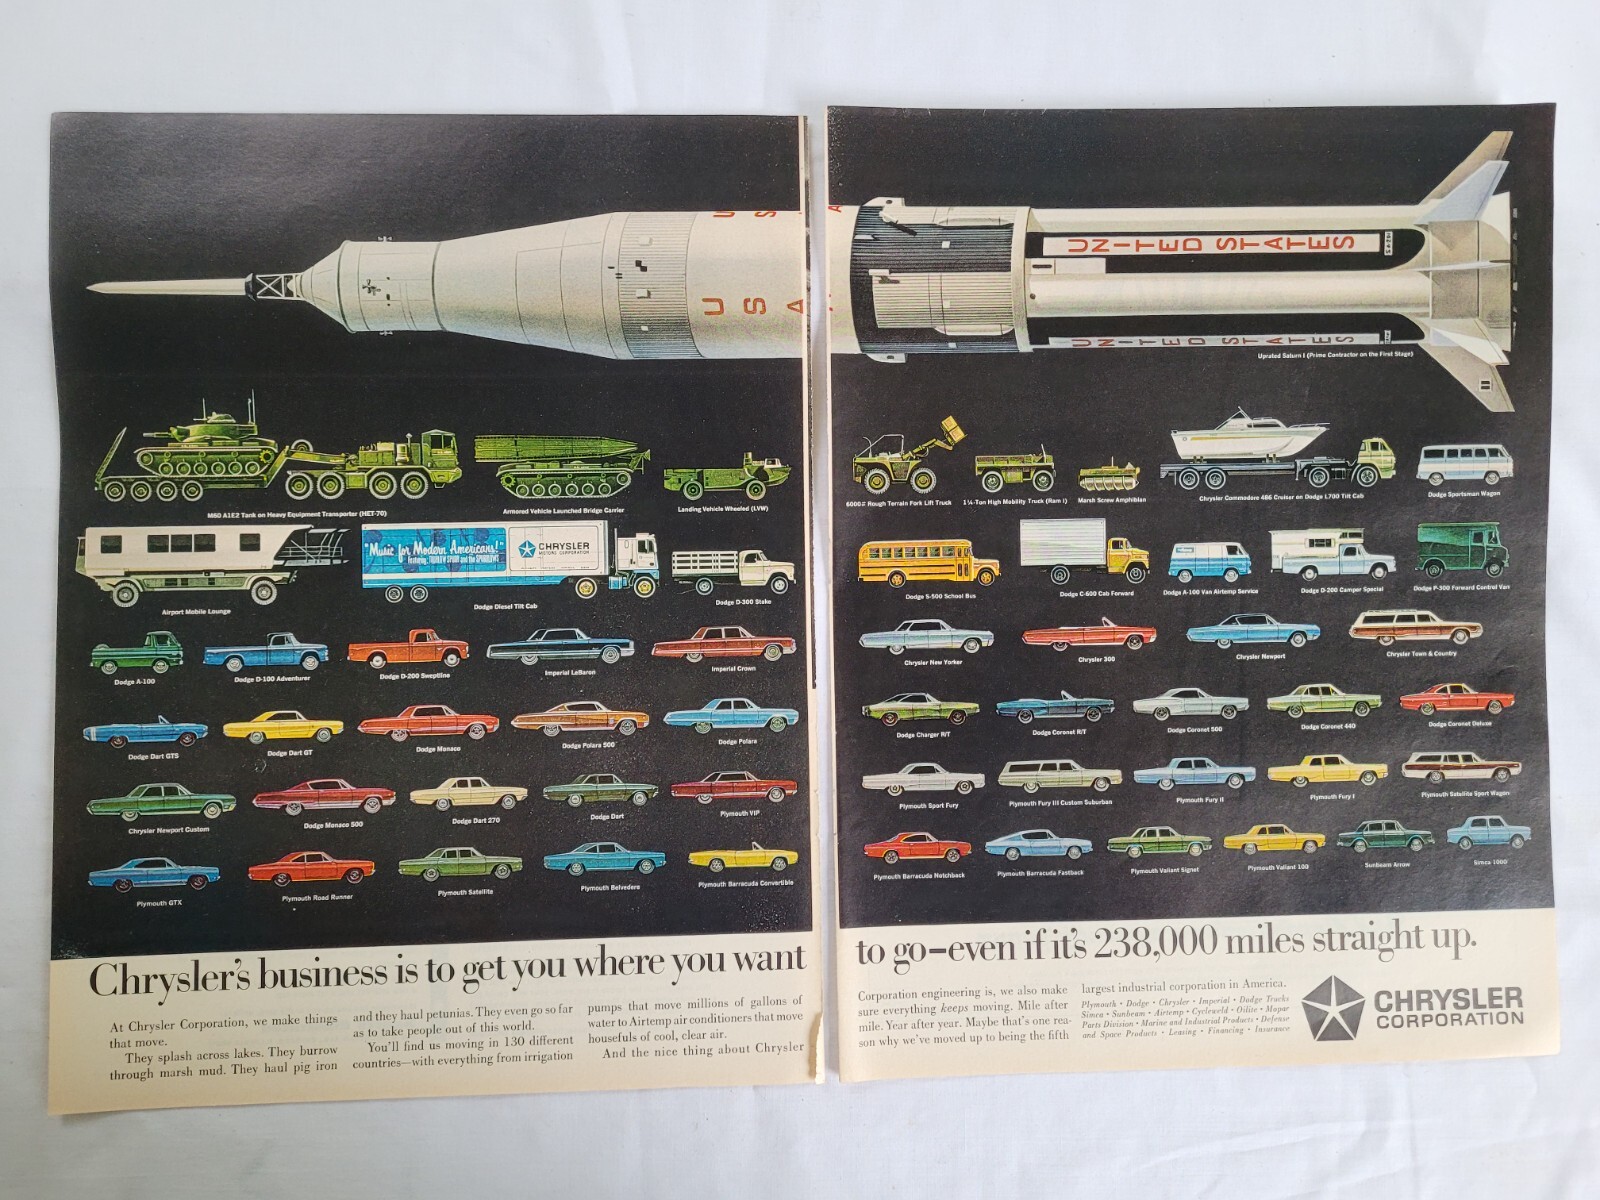 U S A
U S A
UNITED STATES
UNITED STATES
Uprated Saturn I (Prime Contractor on the First Stage)
M60 A1E2 Tank on Heavy Equipment Transporter (HET-70)
Armored Vehicle Launched Bridge Carrier
Landing Vehicle Wheeled (LVW)
6000# Rough Terrain Fork Lift Truck
1¼-Ton High Mobility Truck (Ram I)
Marsh Screw Amphibian
Chrysler Commodore 466 Cruiser on Dodge L700 Tilt Cab
Dodge Sportsman Wagon
"Music for Modern Americans!"
CHRYSLER
MOTORS CORPORATION
Airport Mobile Lounge
Dodge Diesel Tilt Cab
Dodge D-300 Stake
Dodge S-500 School Bus
Dodge C-600 Cab Forward
Dodge A-100 Van Airtemp Service
Dodge D-200 Camper Special
Dodge P-300 Forward Control Van
Dodge A-100
Dodge D-100 Adventurer
Dodge D-200 Sweptline
Imperial LeBaron
Imperial Crown
Chrysler New Yorker
Chrysler 300
Chrysler Newport
Chrysler Town & Country
Dodge Dart GTS
Dodge Dart GT
Dodge Monaco
Dodge Polara 500
Dodge Polara
Dodge Charger R/T
Dodge Coronet R/T
Dodge Coronet 500
Dodge Coronet 440
Dodge Coronet Deluxe
Chrysler Newport Custom
Dodge Monaco 500
Dodge Dart 270
Dodge Dart
Plymouth VIP
Plymouth Sport Fury
Plymouth Fury III Custom Suburban
Plymouth Fury II
Plymouth Fury I
Plymouth Satellite Sport Wagon
Plymouth GTX
Plymouth Road Runner
Plymouth Satellite
Plymouth Belvedere
Plymouth Barracuda Convertible
Plymouth Barracuda Notchback
Plymouth Barracuda Fastback
Plymouth Valiant Signet
Plymouth Valiant 100
Sunbeam Arrow
Simca 1000
Chrysler's business is to get you where you want
to go—even if it's 238,000 miles straight up.
At Chrysler Corporation, we make things
that move.
They splash across lakes. They burrow
through marsh mud. They haul pig iron
and they haul petunias. They even go so far
as to take people out of this world.
You'll find us moving in 130 different
countries—with everything from irrigation
pumps that move millions of gallons of
water to Airtemp air conditioners that move
housefuls of cool, clear air.
And the nice thing about Chrysler
Corporation engineering is, we also make
sure everything keeps moving. Mile after
mile. Year after year. Maybe that's one rea-
son why we've moved up to being the fifth
largest industrial corporation in America.
Plymouth • Dodge • Chrysler • Imperial • Dodge Trucks
Simca • Sunbeam • Airtemp • Cycleweld • Oilite • Mopar
Parts Division • Marine and Industrial Products • Defense
and Space Products • Leasing • Financing • Insurance
CHRYSLER
CORPORATION